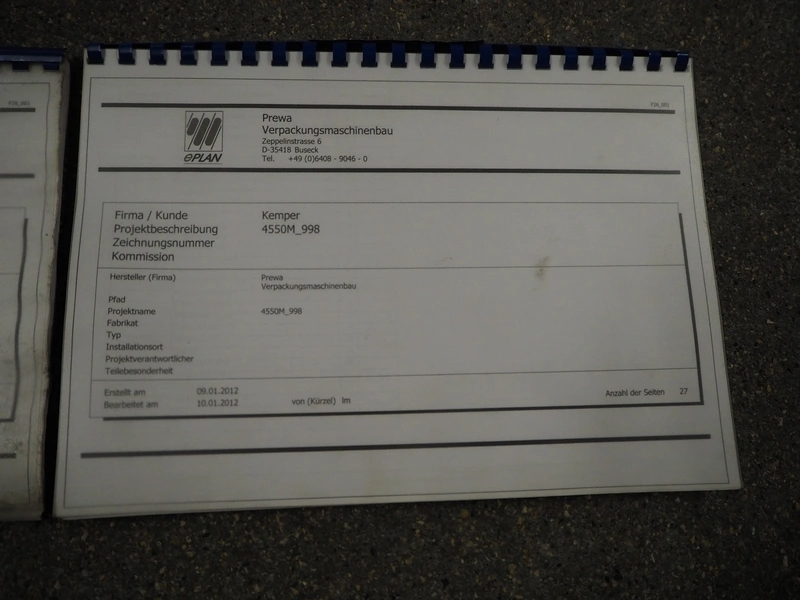 F26_001
F26_001
ePLAN
Prewa
Verpackungsmaschinenbau
Zeppelinstrasse 6
D-35418 Buseck
Tel. +49 (0)6408 - 9046 - 0
Firma / Kunde Kemper
Projektbeschreibung 4550M_998
Zeichnungsnummer
Kommission
Hersteller (Firma) Prewa
Verpackungsmaschinenbau
Pfad
Projektname 4550M_998
Fabrikat
Typ
Installationsort
Projektverantwortlicher
Teilebesonderheit
Erstellt am 09.01.2012
Bearbeitet am 10.01.2012 von (Kürzel) lm Anzahl der Seiten 27